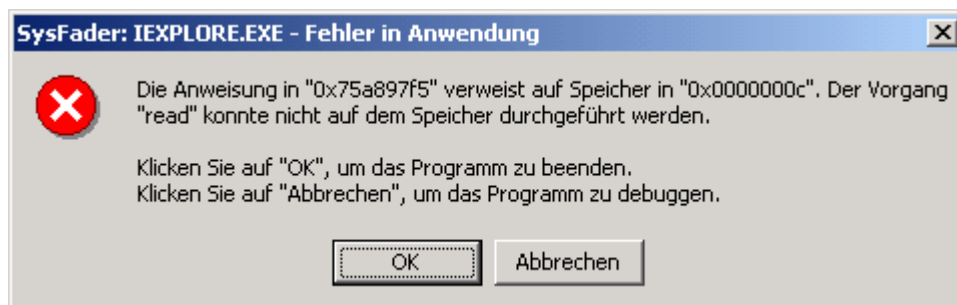 SysFader: IEXPLORE.EXE - Fehler in Anwendung
Die Anweisung in "0x75a897f5" verweist auf Speicher in "0x0000000c". Der Vorgang
"read" konnte nicht auf dem Speicher durchgeführt werden.
Klicken Sie auf "OK", um das Programm zu beenden.
Klicken Sie auf "Abbrechen", um das Programm zu debuggen.
OK
Abbrechen